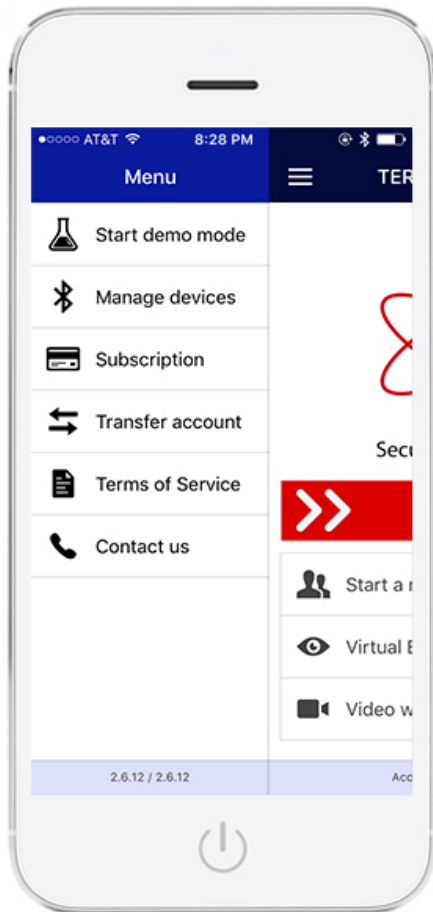 AT&T 8:28 PM
Menu
TER
Start demo mode
Manage devices
Subscription
Transfer account
Terms of Service
Contact us
Secu
Start a
Virtual
Video w
2.6.12 / 2.6.12
Acc